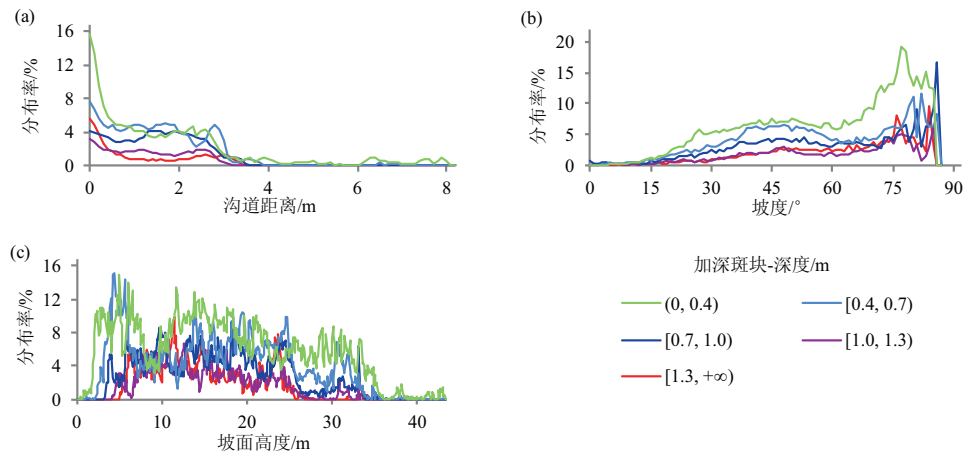 (a)
16
12
8
4
0
分布率/%
0 2 4 6 8
沟道距离/m
(b)
20
15
10
5
0
分布率/%
0 15 30 45 60 75 90
坡度/°
(c)
16
12
8
4
0
分布率/%
0 10 20 30 40
坡面高度/m
加深斑块-深度/m
(0, 0.4) [0.4, 0.7)
[0.7, 1.0) [1.0, 1.3)
[1.3, +∞)